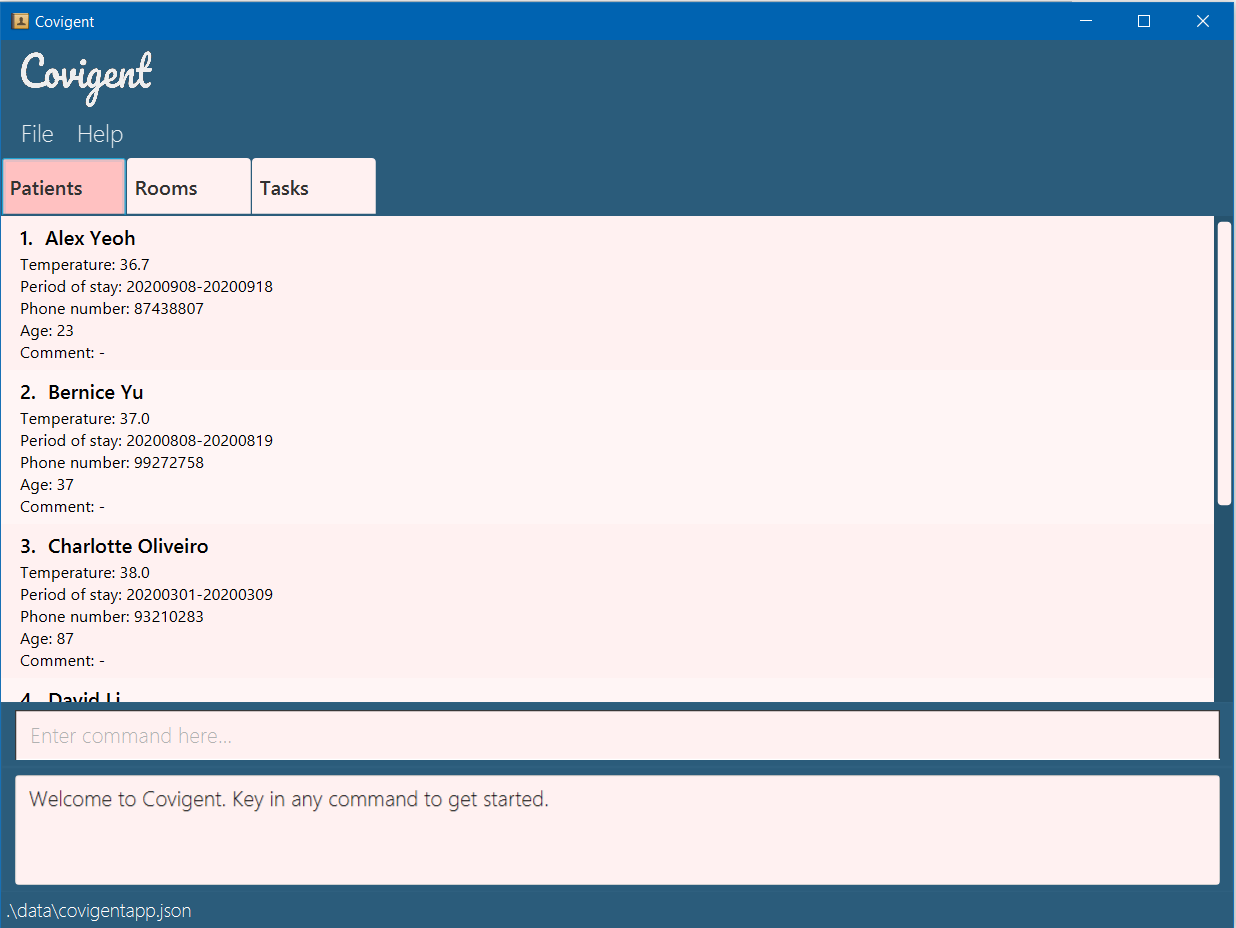 Covigent
Covigent
File Help
Patients Rooms Tasks
1. Alex Yeoh
Temperature: 36.7
Period of stay: 20200908-20200918
Phone number: 87438807
Age: 23
Comment: -
2. Bernice Yu
Temperature: 37.0
Period of stay: 20200808-20200819
Phone number: 99272758
Age: 37
Comment: -
3. Charlotte Oliveiro
Temperature: 38.0
Period of stay: 20200301-20200309
Phone number: 93210283
Age: 87
Comment: -
4. David Li
Enter command here...
Welcome to Covigent. Key in any command to get started.
.\data\covigentapp.json